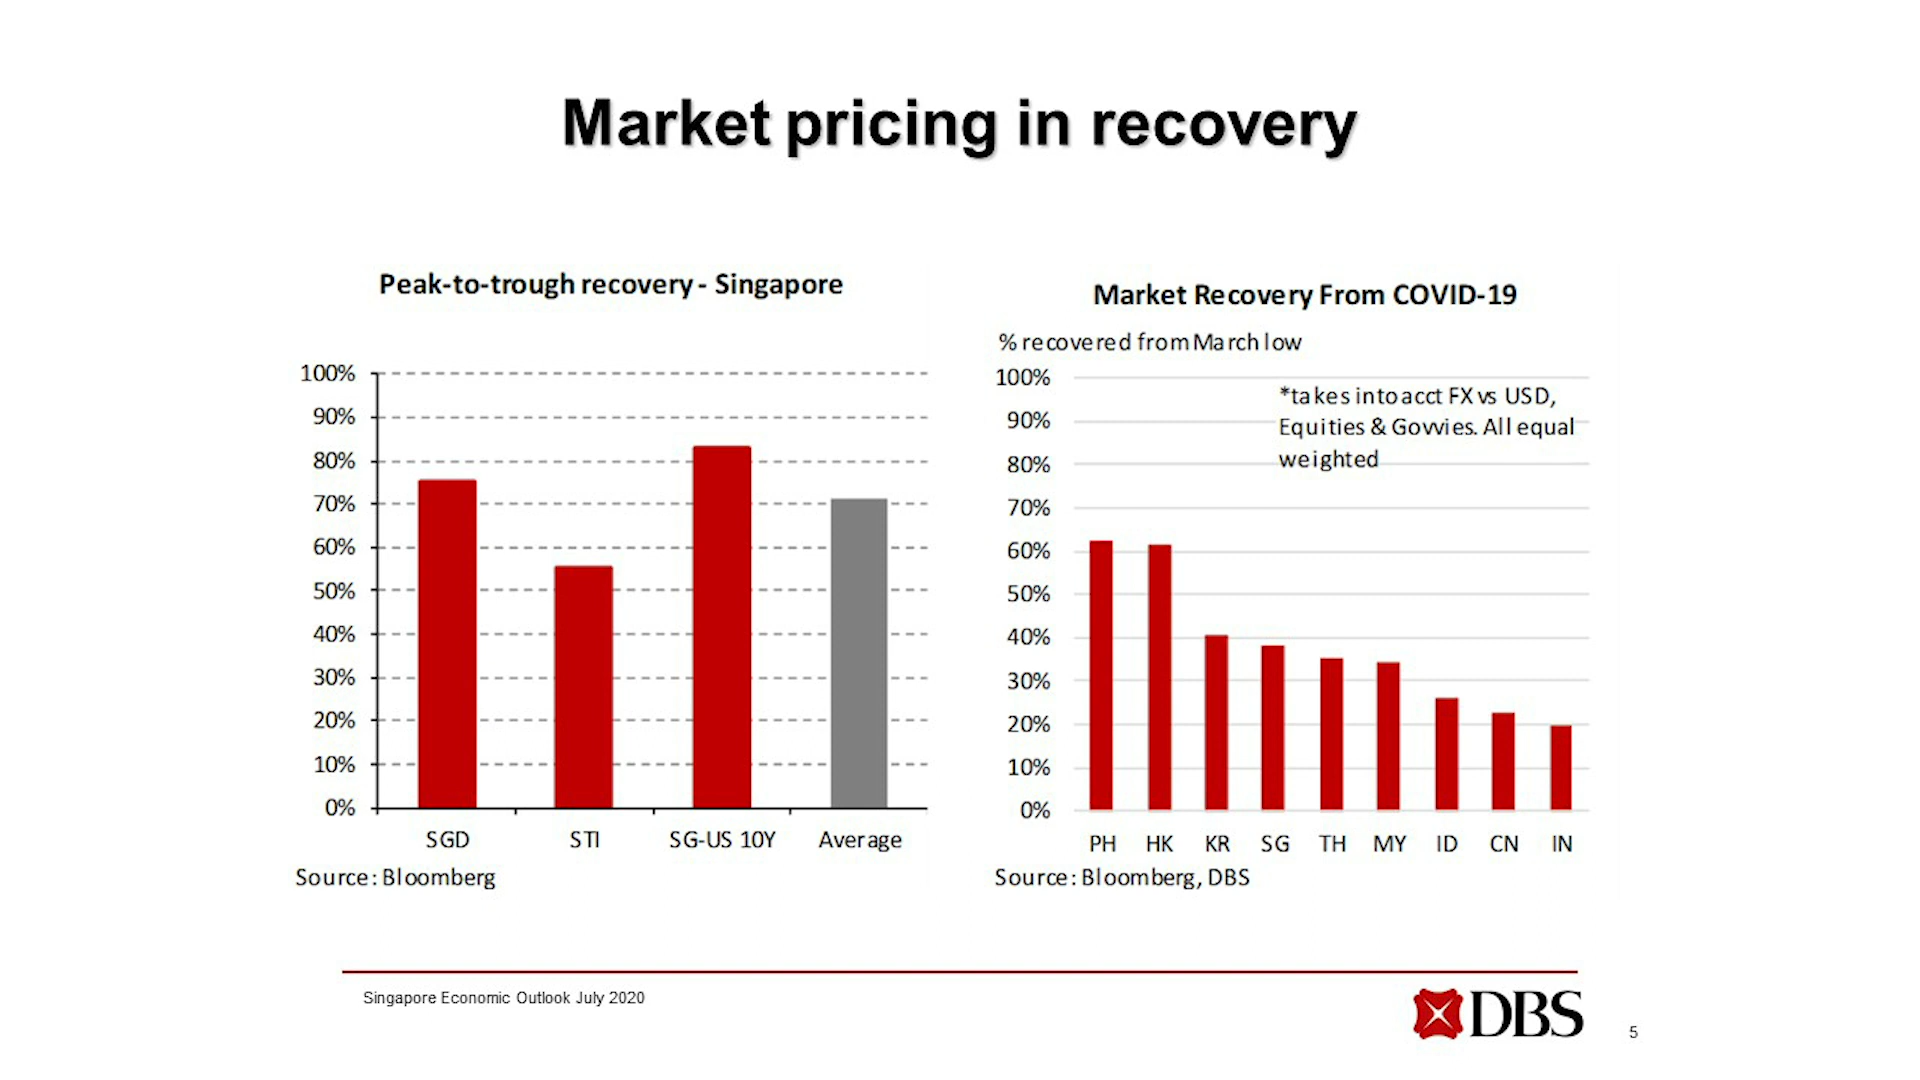 Market pricing in recovery
Peak-to-trough recovery - Singapore
100%
90%
80%
70%
60%
50%
40%
30%
20%
10%
0%
SGD STI SG-US 10Y Average
Source: Bloomberg
Market Recovery From COVID-19
% recovered from March low
*takes into acct FX vs USD,
Equities & Govvies. All equal
weighted
100%
90%
80%
70%
60%
50%
40%
30%
20%
10%
0%
PH HK KR SG TH MY ID CN IN
Source: Bloomberg, DBS
Singapore Economic Outlook July 2020
DBS
5